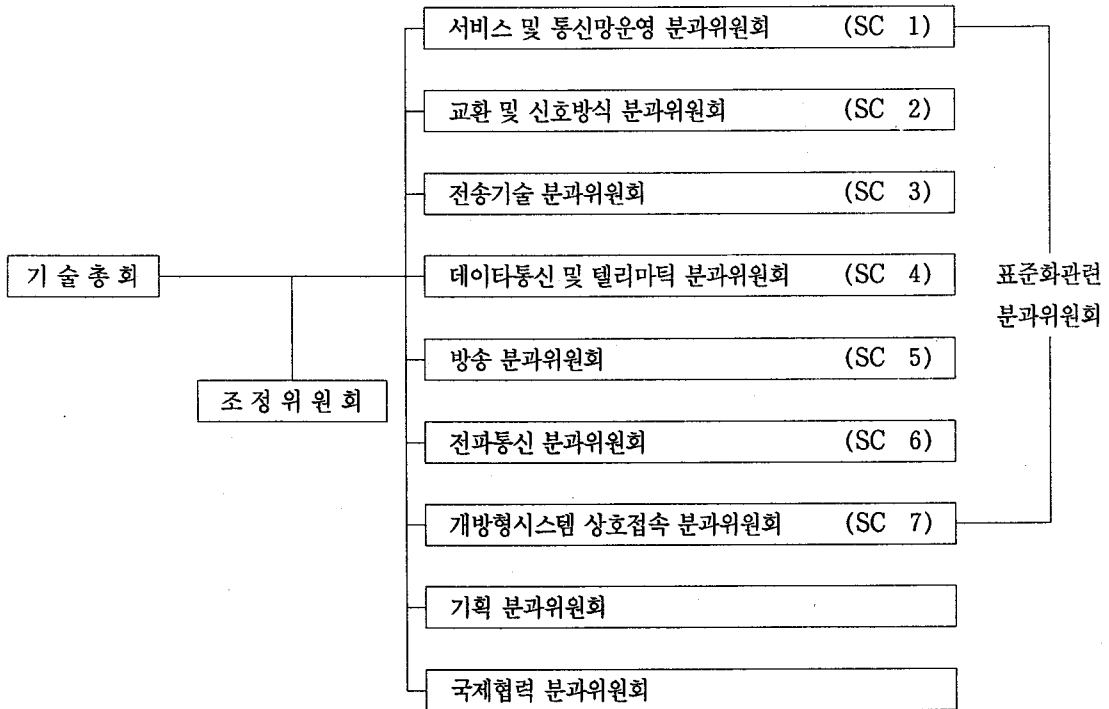 서비스 및 통신망운영 분과위원회 (SC 1)
교환 및 신호방식 분과위원회 (SC 2)
전송기술 분과위원회 (SC 3)
기 술 총 회
데이타통신 및 텔리마틱 분과위원회 (SC 4)
표준화관련
분과위원회
방송 분과위원회 (SC 5)
조 정 위 원 회
전파통신 분과위원회 (SC 6)
개방형시스템 상호접속 분과위원회 (SC 7)
기획 분과위원회
국제협력 분과위원회